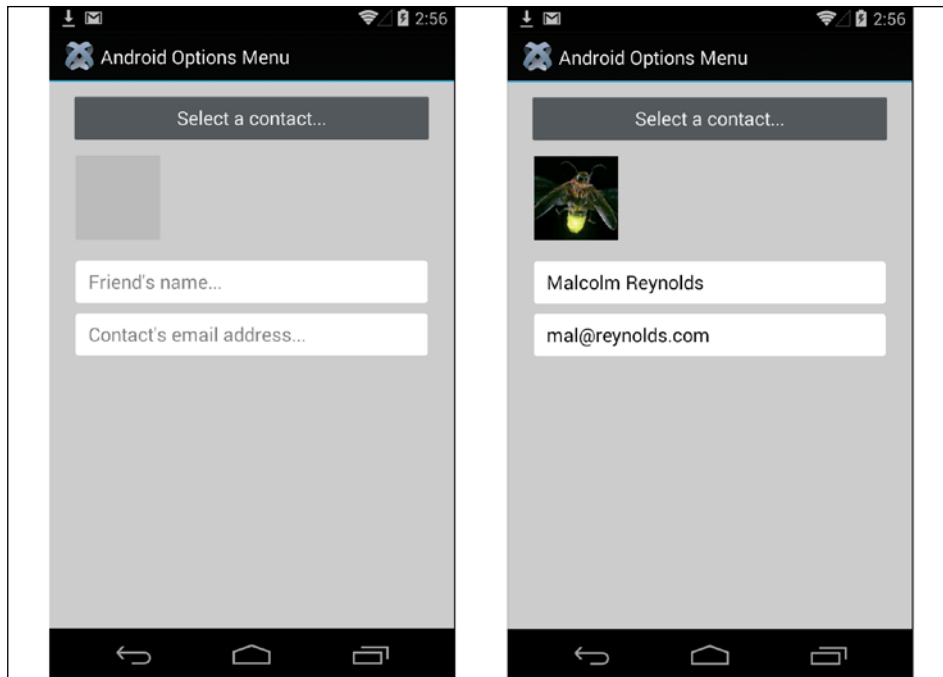 2:56
Android Options Menu
Select a contact...
Friend's name...
Contact's email address...
2:56
Android Options Menu
Select a contact...
Malcolm Reynolds
mal@reynolds.com